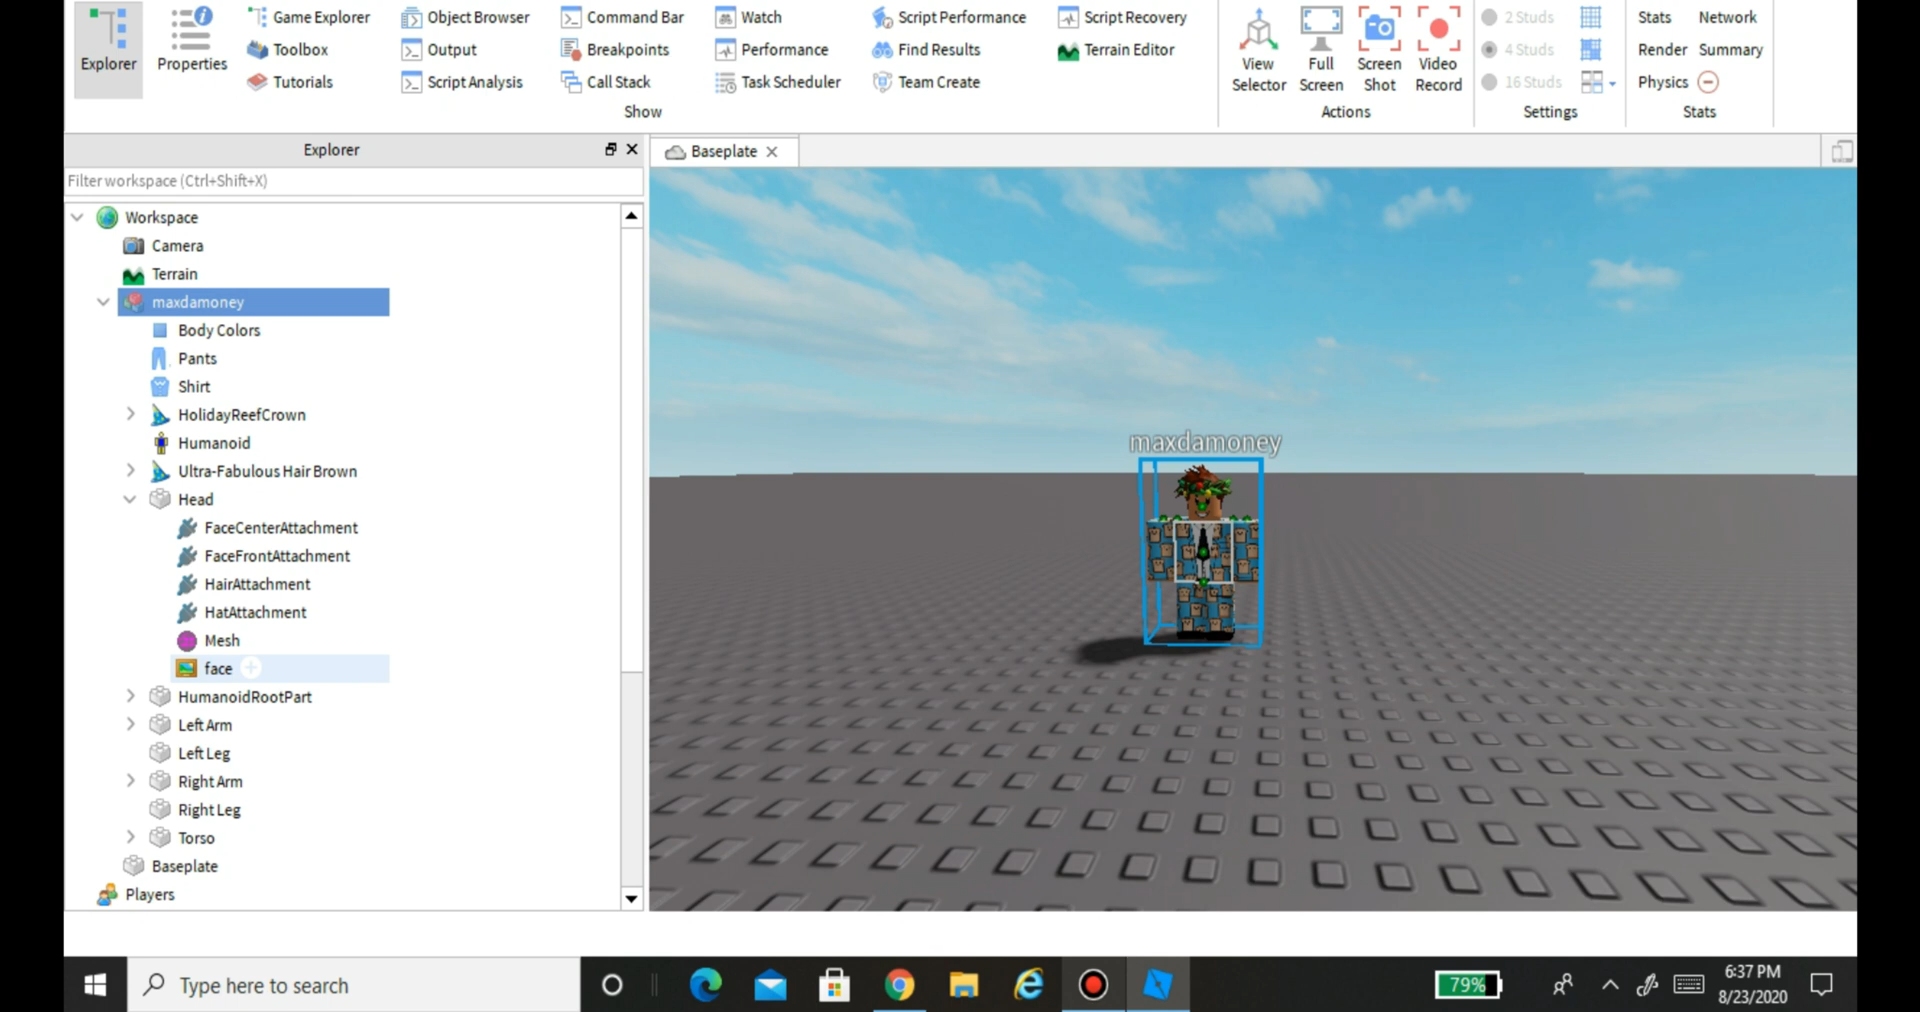 Explorer
Properties
Game Explorer
Toolbox
Tutorials
Object Browser
Output
Script Analysis
Command Bar
Breakpoints
Call Stack
Watch
Performance
Task Scheduler
Script Performance
Find Results
Team Create
Script Recovery
Terrain Editor
Show
View
Selector
Full
Screen
Screen
Shot
Video
Record
Actions
2 Studs
4 Studs
16 Studs
Settings
Stats Network
Render Summary
Physics
Stats
Explorer
Filter workspace (Ctrl+Shift+X)
Workspace
Camera
Terrain
maxdamoney
Body Colors
Pants
Shirt
HolidayReefCrown
Humanoid
Ultra-Fabulous Hair Brown
Head
FaceCenterAttachment
FaceFrontAttachment
HairAttachment
HatAttachment
Mesh
face
HumanoidRootPart
Left Arm
Left Leg
Right Arm
Right Leg
Torso
Baseplate
Players
Baseplate
maxdamoney
Type here to search
79%
6:37 PM
8/23/2020